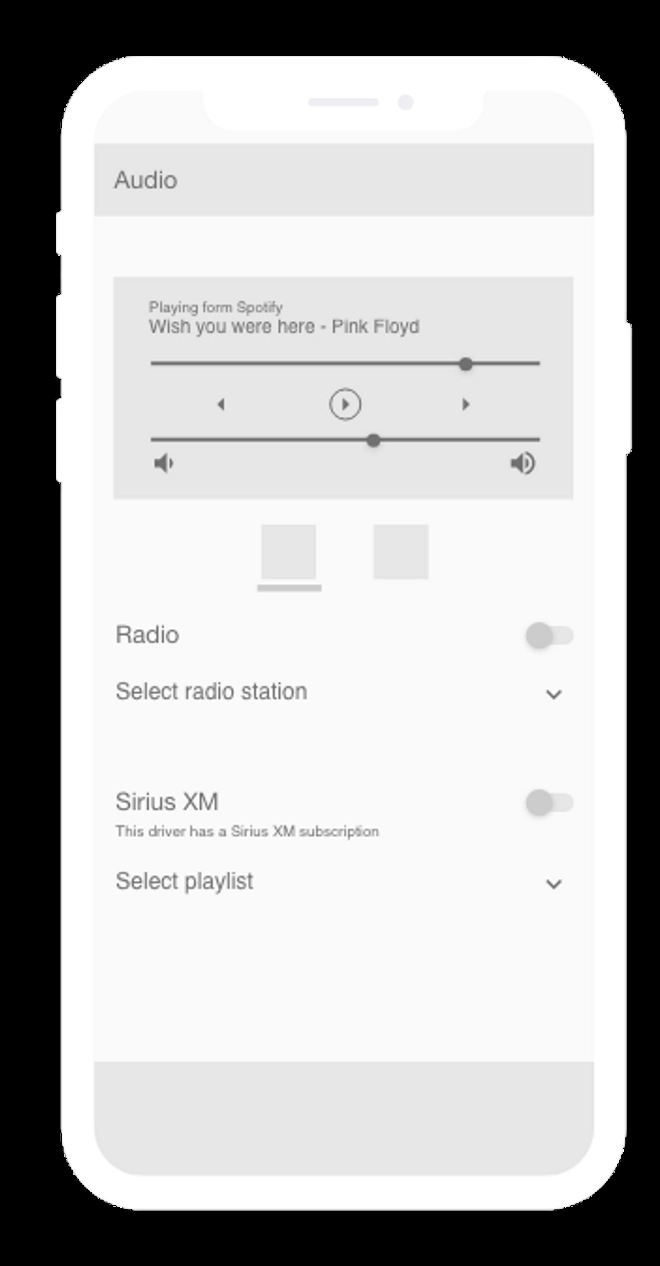 Audio
Playing form Spotify
Wish you were here - Pink Floyd
Radio
Select radio station
Sirius XM
This driver has a Sirius XM subscription
Select playlist